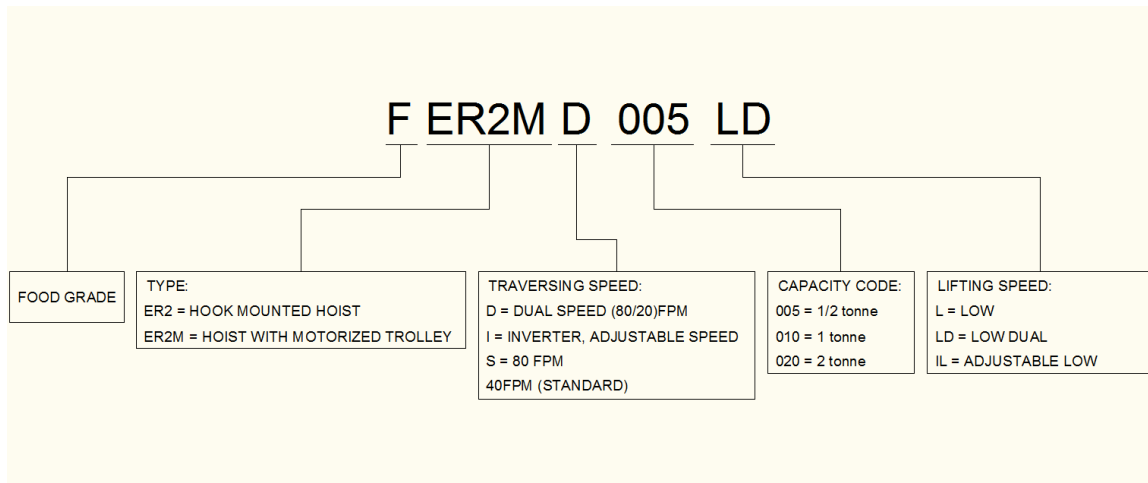 F ER2M D 005 LD
FOOD GRADE
TYPE:
ER2 = HOOK MOUNTED HOIST
ER2M = HOIST WITH MOTORIZED TROLLEY
TRAVERSING SPEED:
D = DUAL SPEED (80/20)FPM
I = INVERTER, ADJUSTABLE SPEED
S = 80 FPM
40FPM (STANDARD)
CAPACITY CODE:
005 = 1/2 tonne
010 = 1 tonne
020 = 2 tonne
LIFTING SPEED:
L = LOW
LD = LOW DUAL
IL = ADJUSTABLE LOW